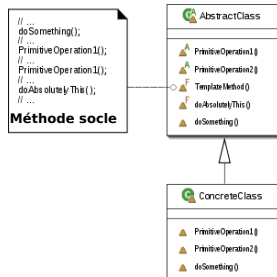 // ...
doSomething();
// ...
PrimitiveOperation1();
// ...
PrimitiveOperation1();
// ...
doAbsolutelyThis();
// ...
Méthode socle
AbstractClass
PrimitiveOperation1()
PrimitiveOperation2()
TemplateMethod()
doAbsolutelyThis()
doSomething()
ConcreteClass
PrimitiveOperation1()
PrimitiveOperation2()
doSomething()